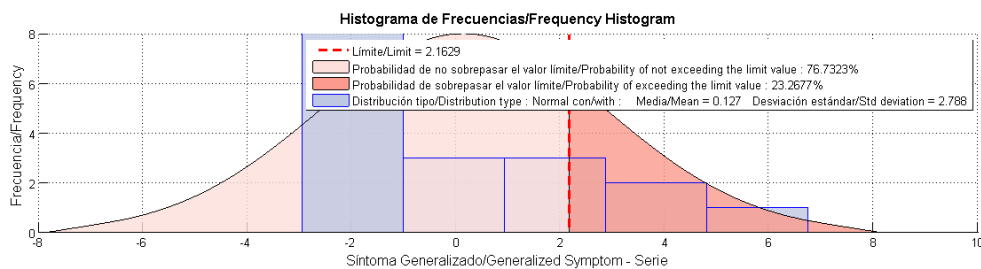 Histograma de Frecuencias/Frequency Histogram
8
6
4
2
0
Frecuencia/Frequency
Límite/Limit = 2.1629
Probabilidad de no sobrepasar el valor límite/Probability of not exceeding the limit value : 76.7323%
Probabilidad de sobrepasar el valor límite/Probability of exceeding the limit value : 23.2677%
Distribución tipo/Distribution type : Normal con/with : Media/Mean = 0.127 Desviación estándar/Std deviation = 2.788
-8 -6 -4 -2 0 2 4 6 8 10
Síntoma Generalizado/Generalized Symptom - Serie